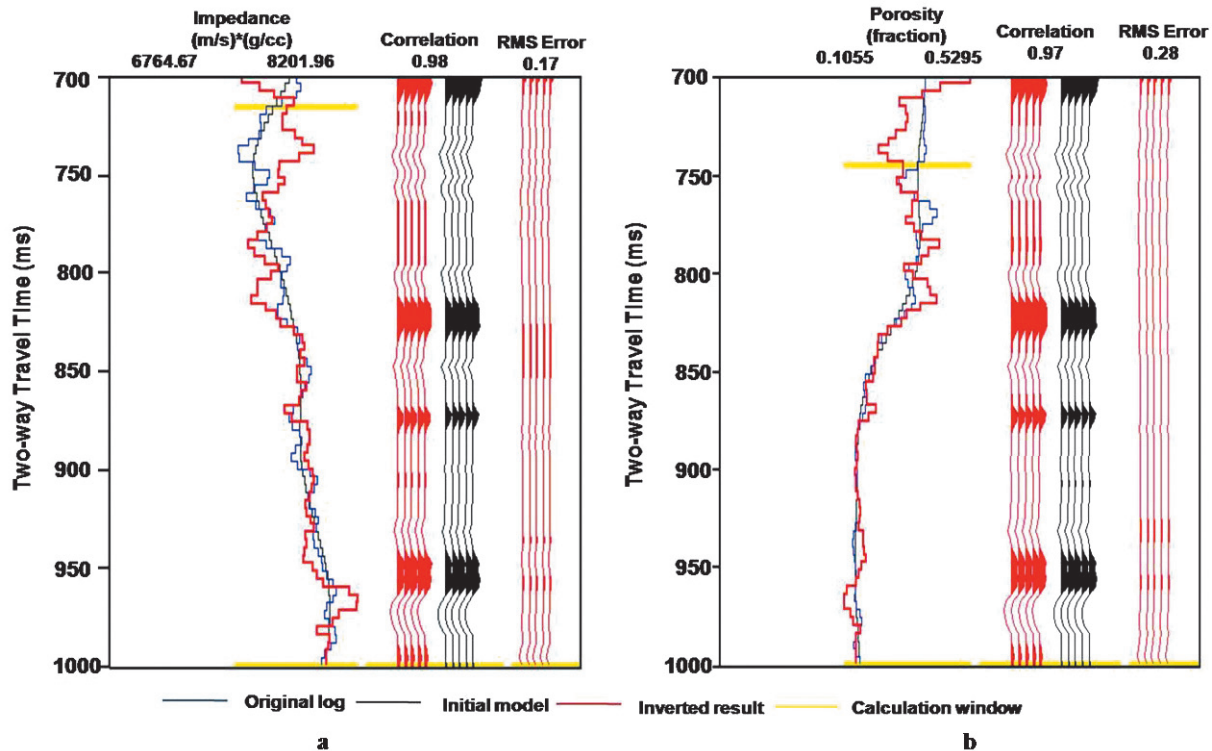 Impedance
(m/s)*(g/cc)
6764.67 8201.96
Correlation
0.98
RMS Error
0.17
Two-way Travel Time (ms)
700
750
800
850
900
950
1000
Porosity
(fraction)
0.1055 0.5295
Correlation
0.97
RMS Error
0.28
Two-way Travel Time (ms)
700
750
800
850
900
950
1000
Original log Initial model Inverted result Calculation window
a b